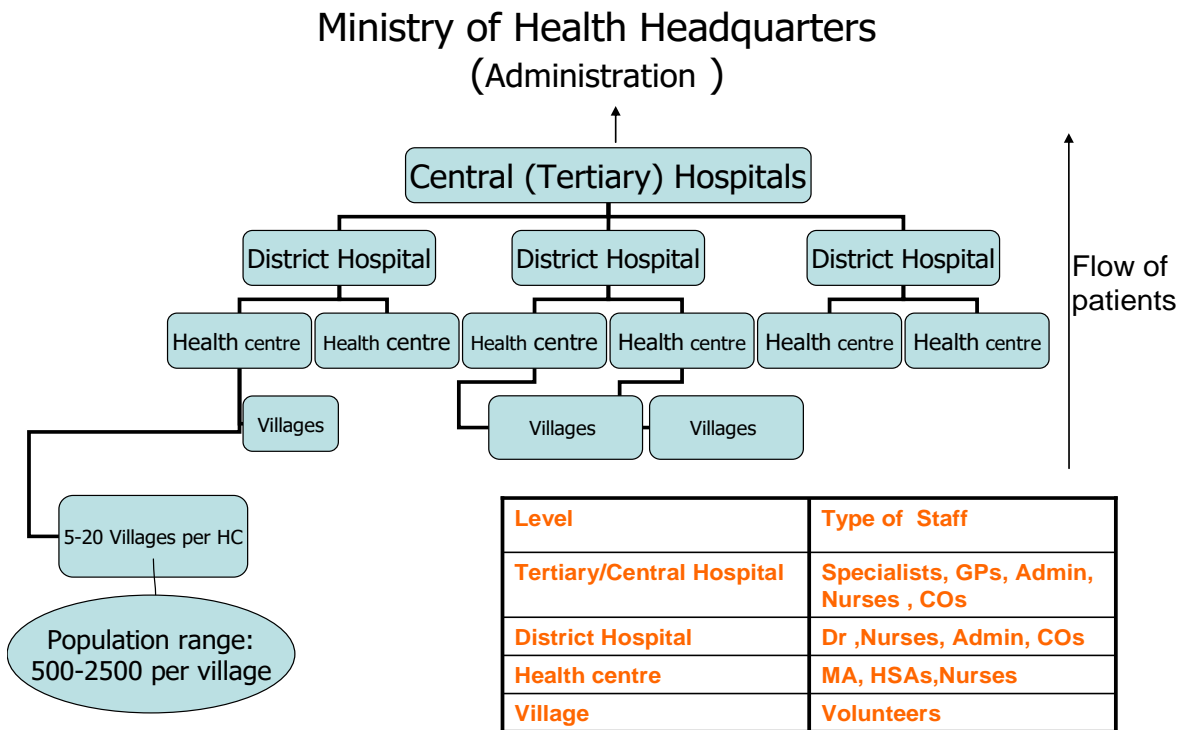 Ministry of Health Headquarters
(Administration )
Central (Tertiary) Hospitals
District Hospital
District Hospital
District Hospital
Flow of
patients
Health centre
Health centre
Health centre
Health centre
Health centre
Health centre
Villages
Villages
Villages
5-20 Villages per HC
Population range:
500-2500 per village
Level
Type of Staff
Tertiary/Central Hospital
Specialists, GPs, Admin,
Nurses , COs
District Hospital
Dr ,Nurses, Admin, COs
Health centre
MA, HSAs,Nurses
Village
Volunteers